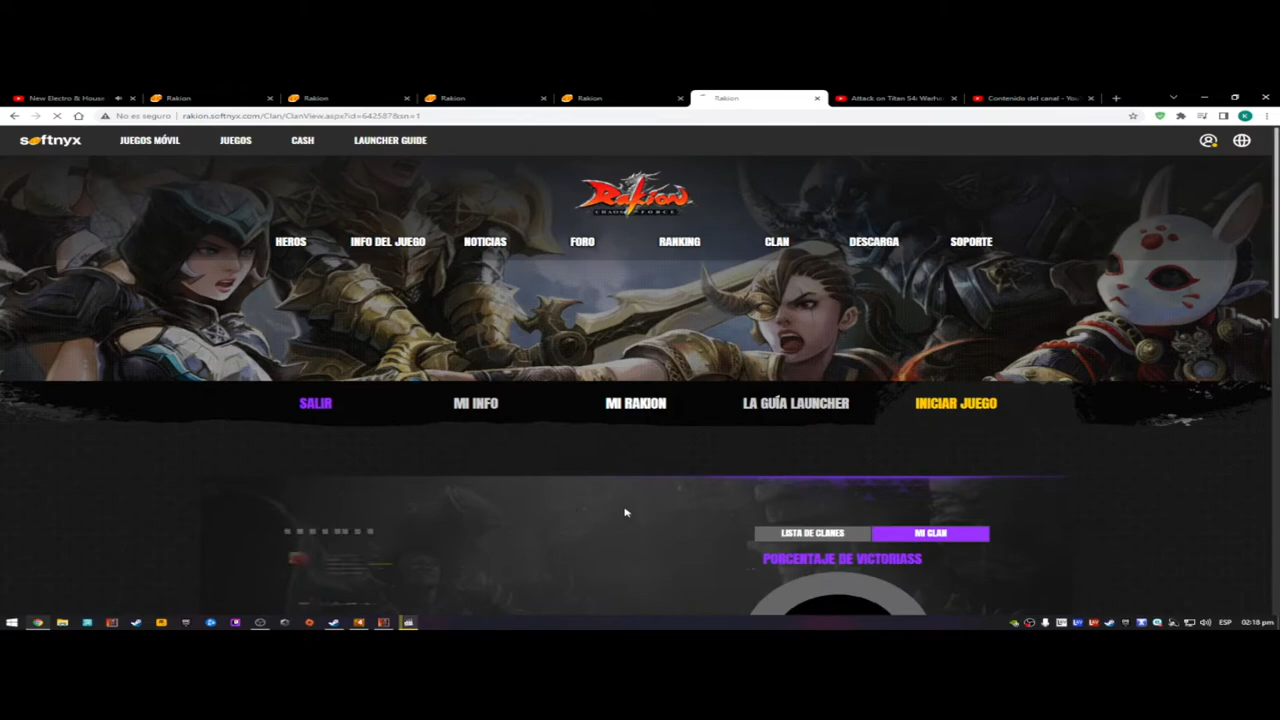 New Electro & House
Rakion
Rakion
Rakion
Rakion
Rakion
Attack on Titan S4: Warha
Contenido del canal - You
No es seguro
rakion.softnyx.com/Clan/ClanView.aspx?id=642587&sn=1
K
softnyx
JUEGOS MÓVIL
JUEGOS
CASH
LAUNCHER GUIDE
Rakion
CHAOS FORCE
HEROS
INFO DEL JUEGO
NOTICIAS
FORO
RANKING
CLAN
DESCARGA
SOPORTE
SALIR
MI INFO
MI RAKION
LA GUÍA LAUNCHER
INICIAR JUEGO
LISTA DE CLANES
MI CLAN
PORCENTAJE DE VICTORIASS
ESP
02:18 pm